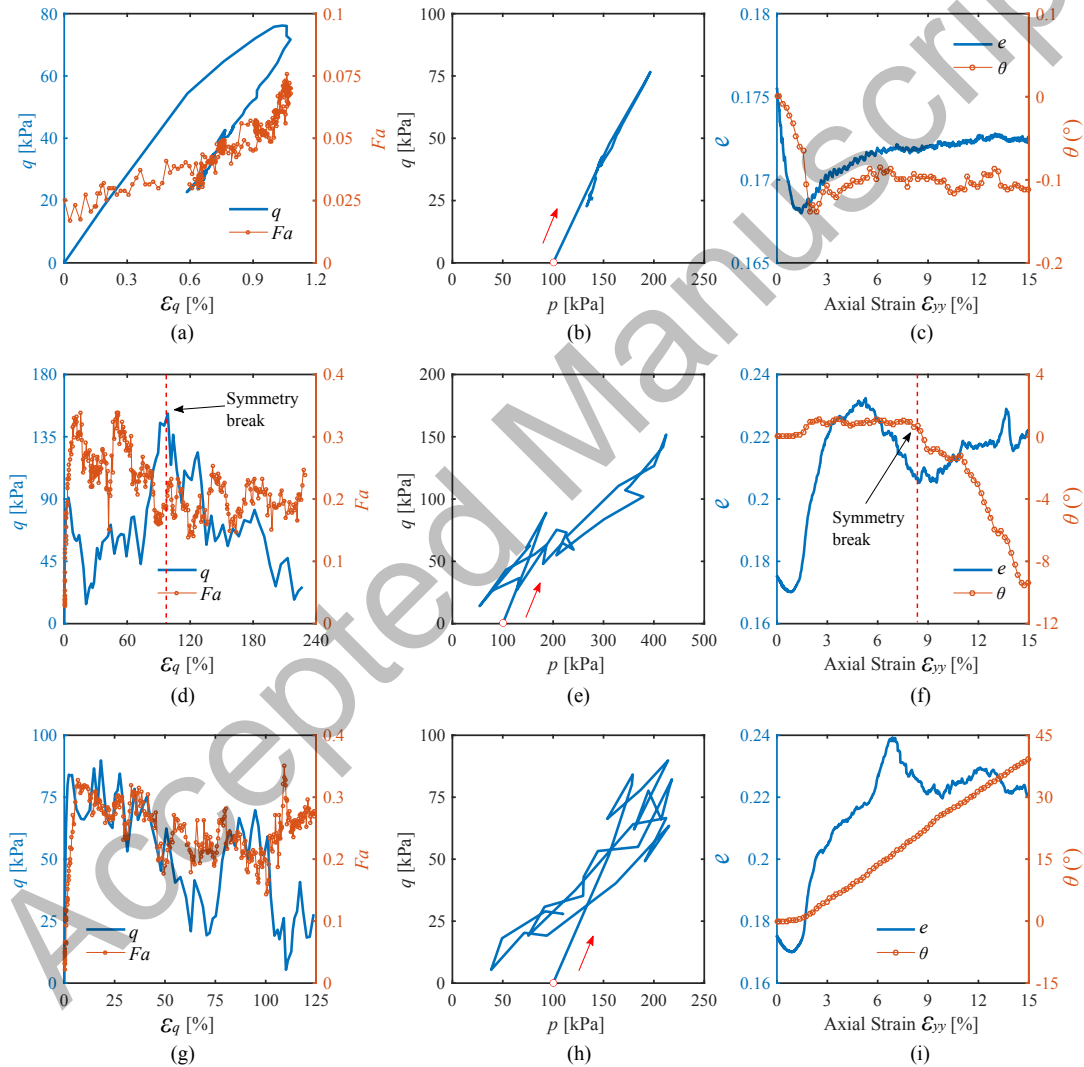 80
60
40
20
0
q [kPa]
0.1
0.075
0.05
0.025
0
Fa
q
Fa
0 0.3 0.6 0.9 1.2
εq [%]
(a)
100
75
50
25
0
q [kPa]
0 50 100 150 200 250
p [kPa]
(b)
0.18
0.175
0.17
0.165
e
0.1
0
-0.1
-0.2
θ (°)
e
θ
0 3 6 9 12 15
Axial Strain εyy [%]
(c)
180
135
90
45
0
q [kPa]
0.4
0.3
0.2
0.1
0
Fa
Symmetry
break
q
Fa
0 60 120 180 240
εq [%]
(d)
200
150
100
50
0
q [kPa]
0 100 200 300 400 500
p [kPa]
(e)
0.24
0.22
0.2
0.18
0.16
e
4
0
-4
-8
-12
θ (°)
Symmetry
break
e
θ
0 3 6 9 12 15
Axial Strain εyy [%]
(f)
100
75
50
25
0
q [kPa]
0.4
0.3
0.2
0.1
0
Fa
q
Fa
0 25 50 75 100 125
εq [%]
(g)
100
75
50
25
0
q [kPa]
0 50 100 150 200 250
p [kPa]
(h)
0.24
0.22
0.2
0.18
0.16
e
45
30
15
0
-15
θ (°)
e
θ
0 3 6 9 12 15
Axial Strain εyy [%]
(i)
Accepted Manuscrip